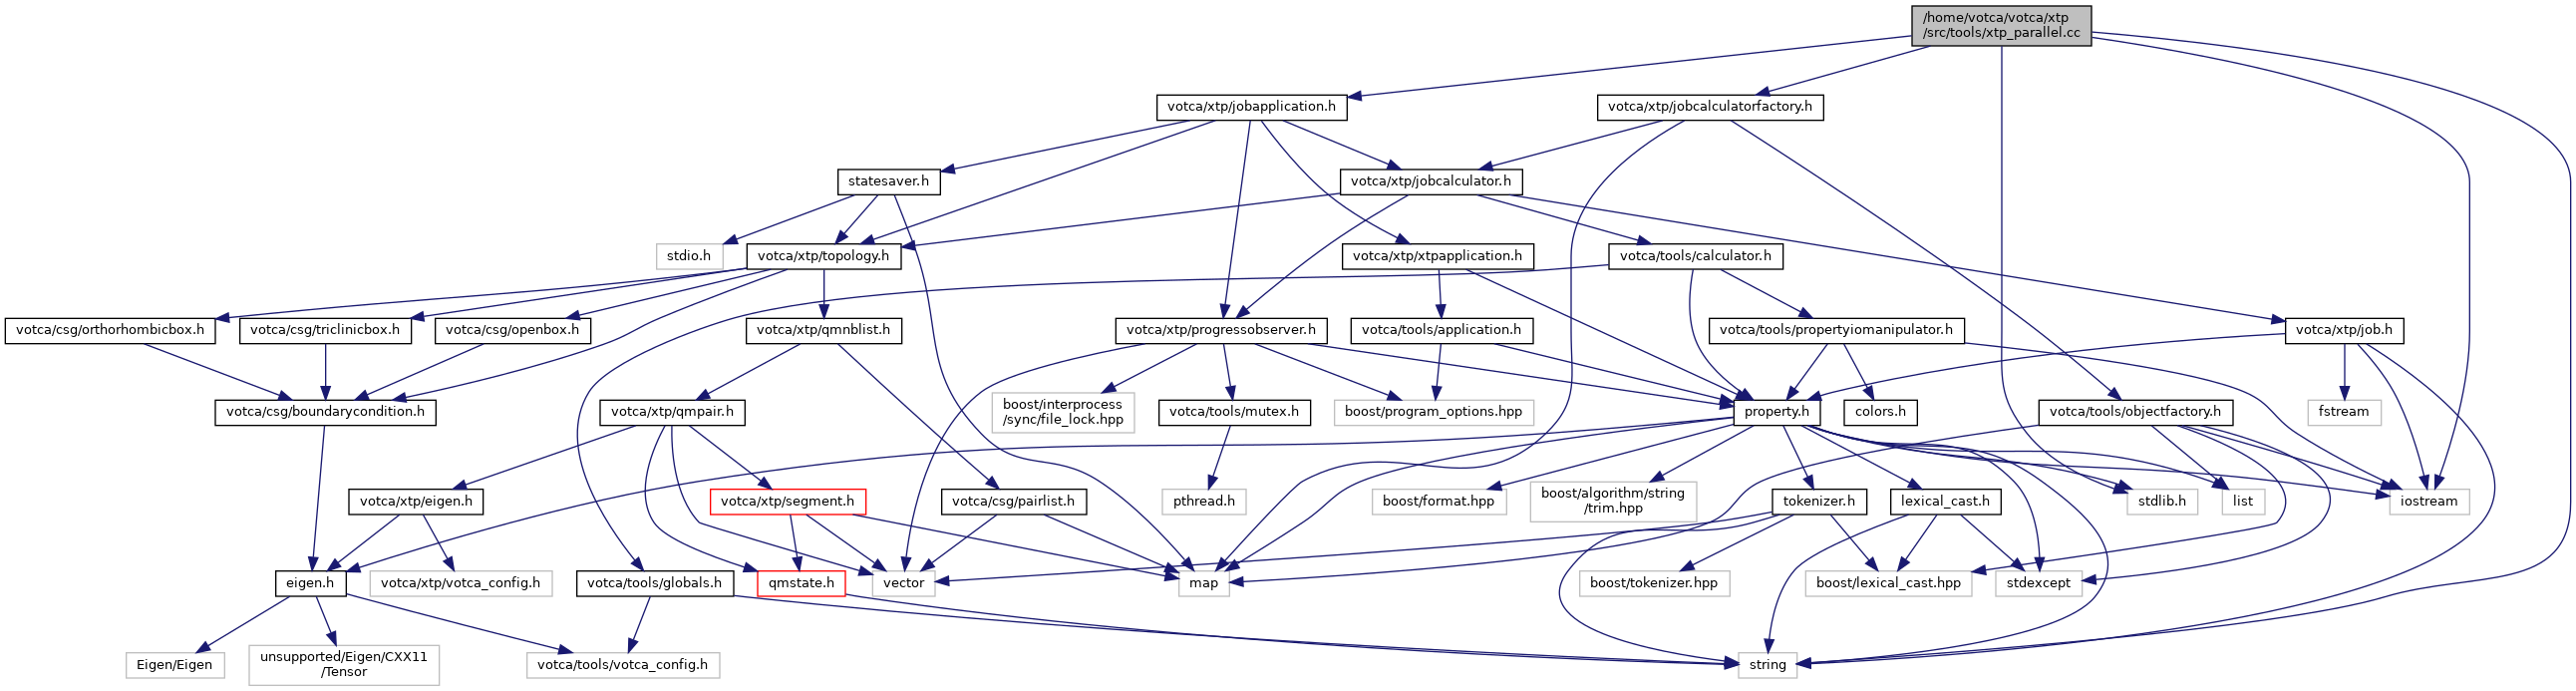 /home/votca/votca/xtp
/src/tools/xtp_parallel.cc
votca/xtp/jobapplication.h
votca/xtp/jobcalculatorfactory.h
statesaver.h
votca/xtp/jobcalculator.h
stdio.h
votca/xtp/topology.h
votca/xtp/xtpapplication.h
votca/tools/calculator.h
votca/csg/orthorhombicbox.h
votca/csg/triclinicbox.h
votca/csg/openbox.h
votca/xtp/qmnblist.h
votca/xtp/progressobserver.h
votca/tools/application.h
votca/tools/propertyiomanipulator.h
votca/xtp/job.h
votca/csg/boundarycondition.h
votca/xtp/qmpair.h
boost/interprocess
/sync/file_lock.hpp
votca/tools/mutex.h
boost/program_options.hpp
property.h
colors.h
votca/tools/objectfactory.h
fstream
votca/xtp/eigen.h
votca/xtp/segment.h
votca/csg/pairlist.h
pthread.h
boost/format.hpp
boost/algorithm/string
/trim.hpp
tokenizer.h
lexical_cast.h
stdlib.h
list
iostream
eigen.h
votca/xtp/votca_config.h
votca/tools/globals.h
qmstate.h
vector
map
boost/tokenizer.hpp
boost/lexical_cast.hpp
stdexcept
Eigen/Eigen
unsupported/Eigen/CXX11
/Tensor
votca/tools/votca_config.h
string